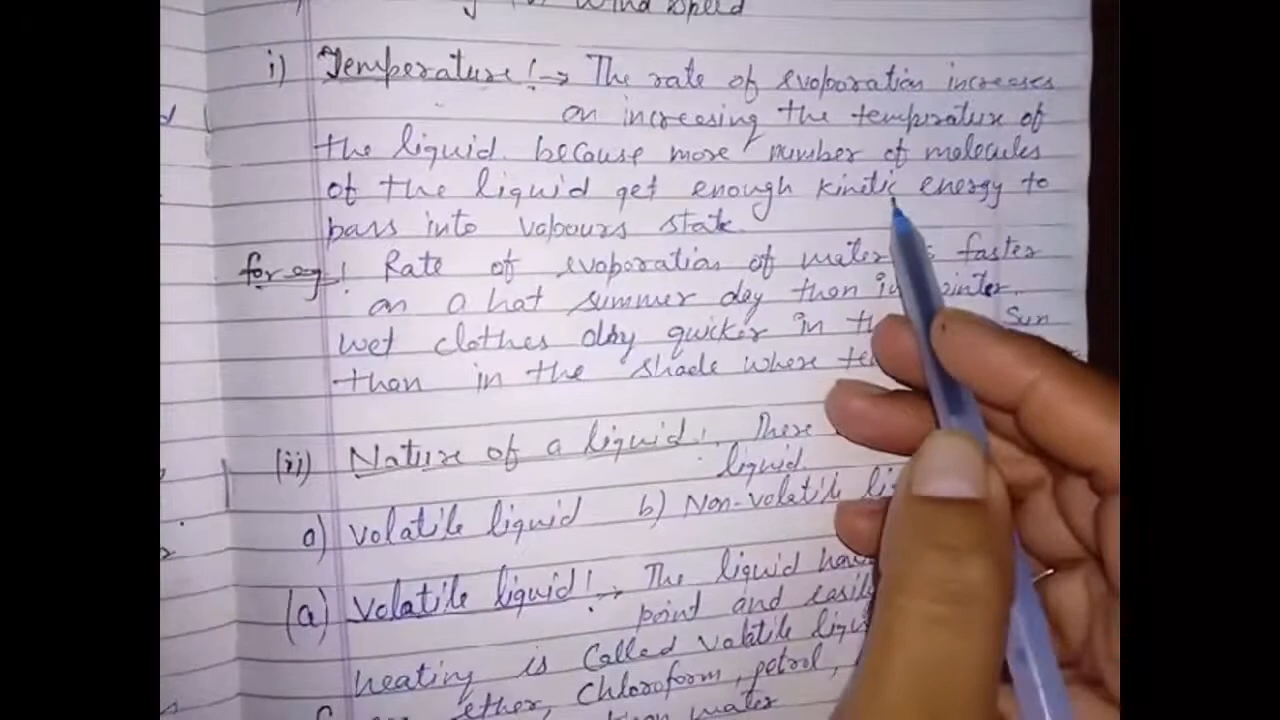 Wind speed
i) Temperature!→ The rate of evaporation increases
on increasing the temperature of
the liquid. because more number of molecules
of the liquid get enough kinetic energy to
pass into vapours state.
for eg! Rate of evaporation of water is faster
on a hot summer day than in winter.
Wet clothes dry quicker in the Sun
than in the shade where
(ii) Nature of a liquid!. There
liquid.
a) Volatile liquid b) Non-volatile
(a) Volatile liquid!→ The liquid
point and easily
heating is called volatile
ether, Chloroform, petrol,
than water